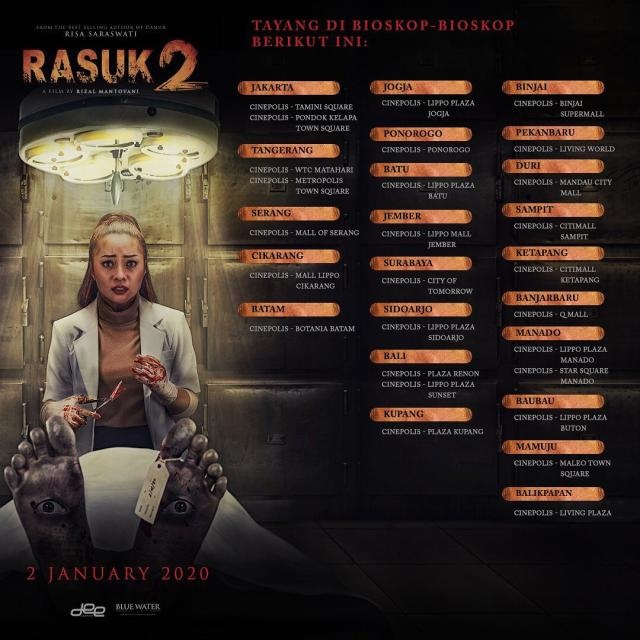 FROM THE BEST SELLING AUTHOR OF DANUR
RISA SARASWATI
RASUK 2
A FILM BY RIZAL MANTOVANI
TAYANG DI BIOSKOP-BIOSKOP
BERIKUT INI:
JAKARTA
CINEPOLIS - TAMINI SQUARE
CINEPOLIS - PONDOK KELAPA
TOWN SQUARE
TANGERANG
CINEPOLIS - WTC MATAHARI
CINEPOLIS - METROPOLIS
TOWN SQUARE
SERANG
CINEPOLIS - MALL OF SERANG
CIKARANG
CINEPOLIS - MALL LIPPO
CIKARANG
BATAM
CINEPOLIS - BOTANIA BATAM
JOGJA
CINEPOLIS - LIPPO PLAZA
JOGJA
PONOROGO
CINEPOLIS - PONOROGO
BATU
CINEPOLIS - LIPPO PLAZA
BATU
JEMBER
CINEPOLIS - LIPPO MALL
JEMBER
SURABAYA
CINEPOLIS - CITY OF
TOMORROW
SIDOARJO
CINEPOLIS - LIPPO PLAZA
SIDOARJO
BALI
CINEPOLIS - PLAZA RENON
CINEPOLIS - LIPPO PLAZA
SUNSET
KUPANG
CINEPOLIS - PLAZA KUPANG
BINJAI
CINEPOLIS - BINJAI
SUPERMALL
PEKANBARU
CINEPOLIS - LIVING WORLD
DURI
CINEPOLIS - MANDAU CITY
MALL
SAMPIT
CINEPOLIS - CITIMALL
SAMPIT
KETAPANG
CINEPOLIS - CITIMALL
KETAPANG
BANJARBARU
CINEPOLIS - Q MALL
MANADO
CINEPOLIS - LIPPO PLAZA
MANADO
CINEPOLIS - STAR SQUARE
MANADO
BAUBAU
CINEPOLIS - LIPPO PLAZA
BUTON
MAMUJU
CINEPOLIS - MALEO TOWN
SQUARE
BALIKPAPAN
CINEPOLIS - LIVING PLAZA
2 JANUARY 2020
dee
BLUE WATER